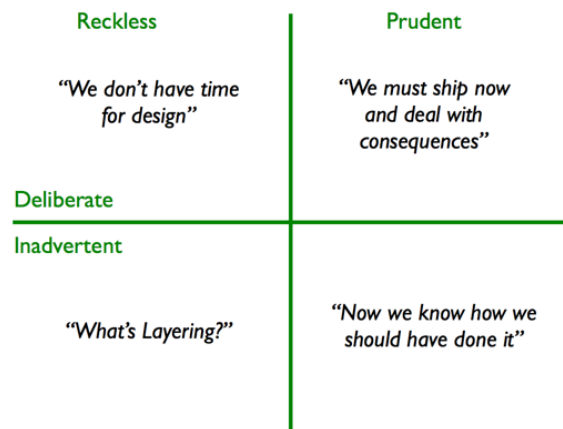 Reckless
Prudent
“We don’t have time
for design”
“We must ship now
and deal with
consequences”
Deliberate
Inadvertent
“What’s Layering?”
“Now we know how we
should have done it”